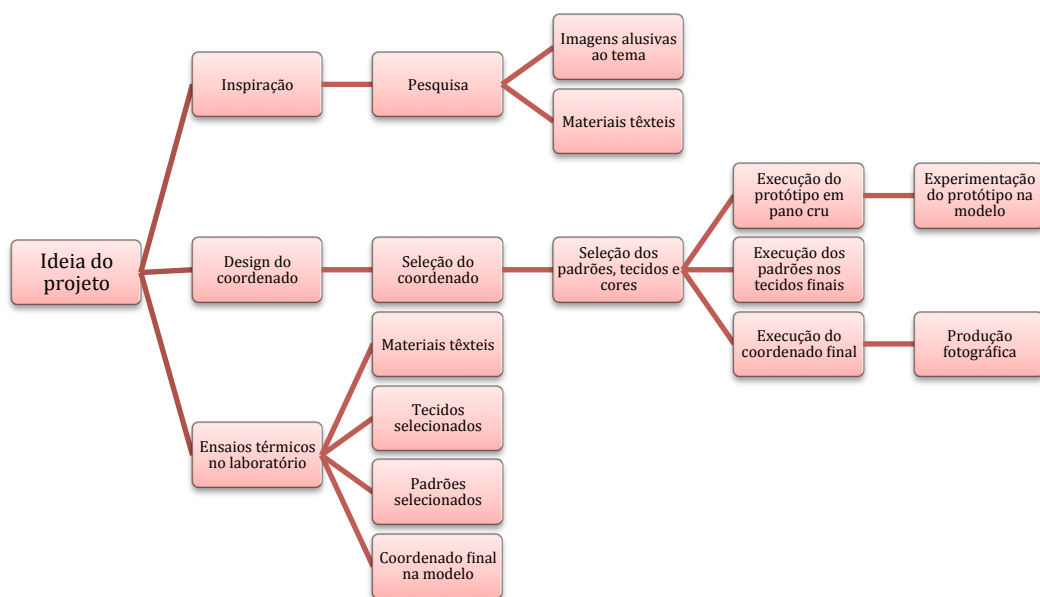 Imagens alusivas
ao tema
Inspiração
Pesquisa
Materiais têxteis
Execução do
protótipo em
pano cru
Experimentação
do protótipo na
modelo
Ideia do
projeto
Design do
coordenado
Seleção do
coordenado
Seleção dos
padrões, tecidos e
cores
Execução dos
padrões nos
tecidos finais
Execução do
coordenado final
Produção
fotográfica
Ensaios térmicos
no laboratório
Materiais têxteis
Tecidos
selecionados
Padrões
selecionados
Coordenado final
na modelo